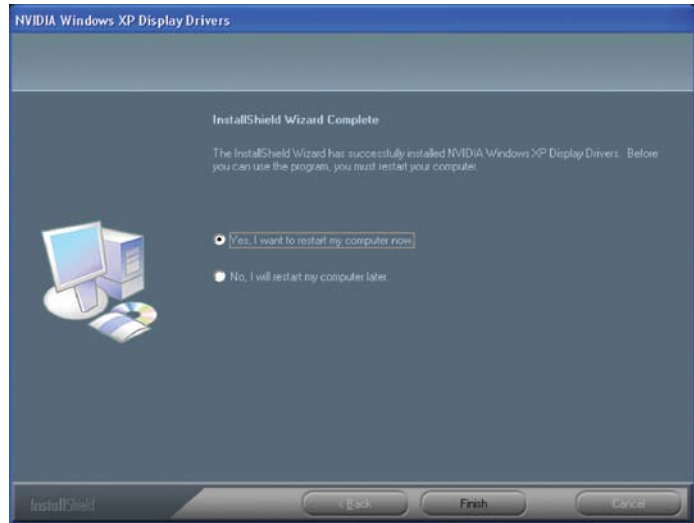 NVIDIA Windows XP Display Drivers
InstallShield Wizard Complete
The InstallShield Wizard has successfully installed NVIDIA Windows XP Display Drivers. Before
you can use the program, you must restart your computer.
Yes, I want to restart my computer now.
No, I will restart my computer later.
InstallShield
< Back
Finish
Cancel